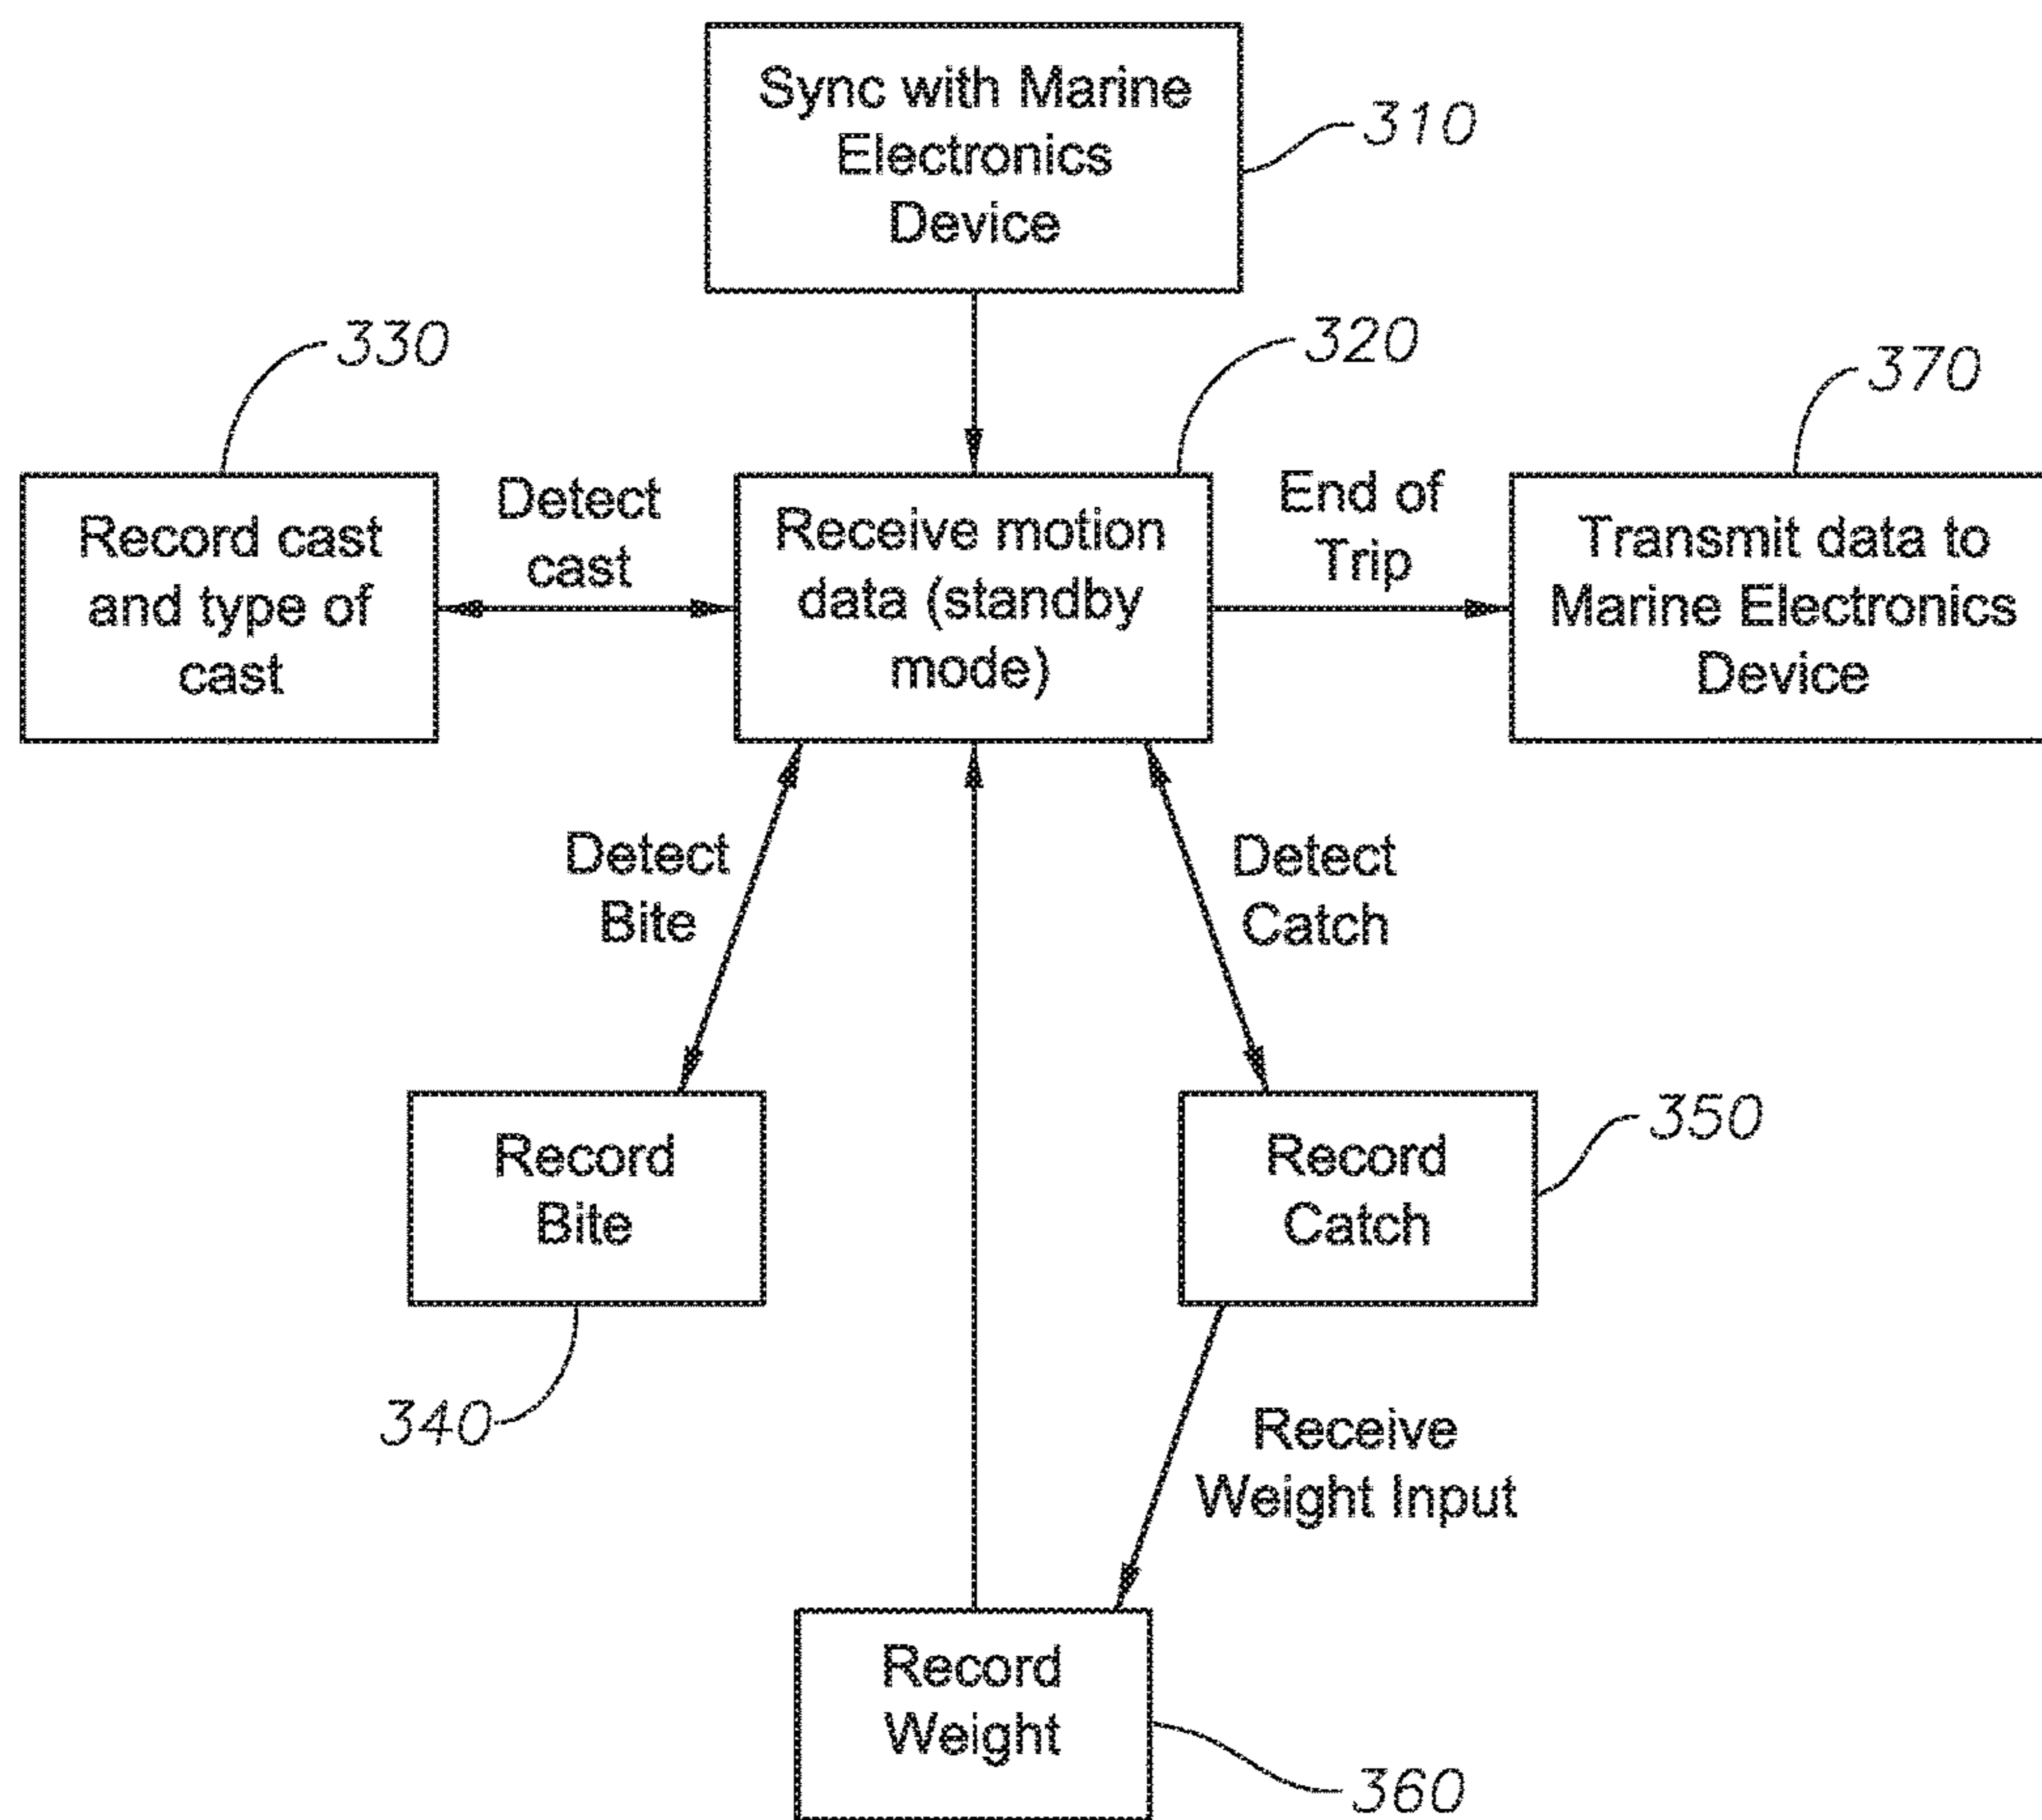 Sync with Marine
Electronics
Device
310
330
320
370
Record cast
and type of
cast
Detect
cast
Receive motion
data (standby
mode)
End of
Trip
Transmit data to
Marine Electronics
Device
Detect
Bite
Detect
Catch
Record
Bite
340
Record
Catch
350
Receive
Weight Input
Record
Weight
360